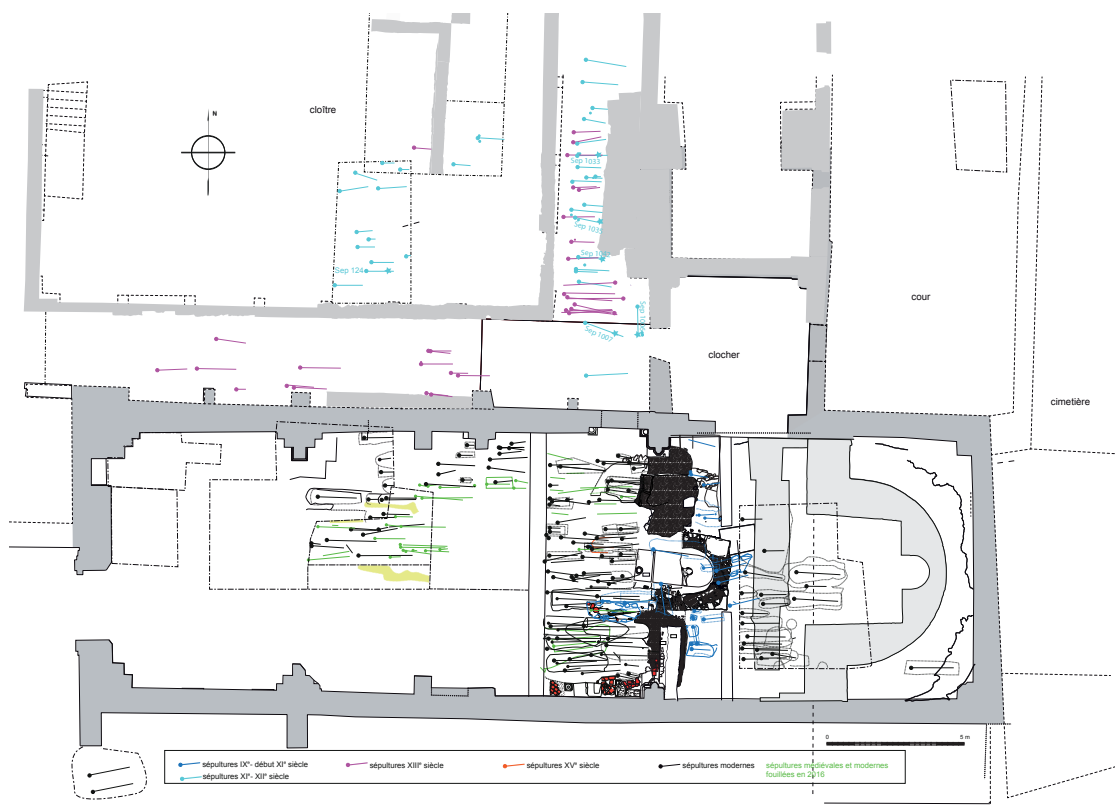 N
cloître
Sep 1033
Sep 1031
Sep 124
Sep 1007
cour
clocher
cimetière
0
5 m
sépultures IXe- début XIe siècle
sépultures XIIIe siècle
sépultures XVe siècle
sépultures modernes
sépultures médiévales et modernes
fouillées en 2016
sépultures XIe- XIIe siècle